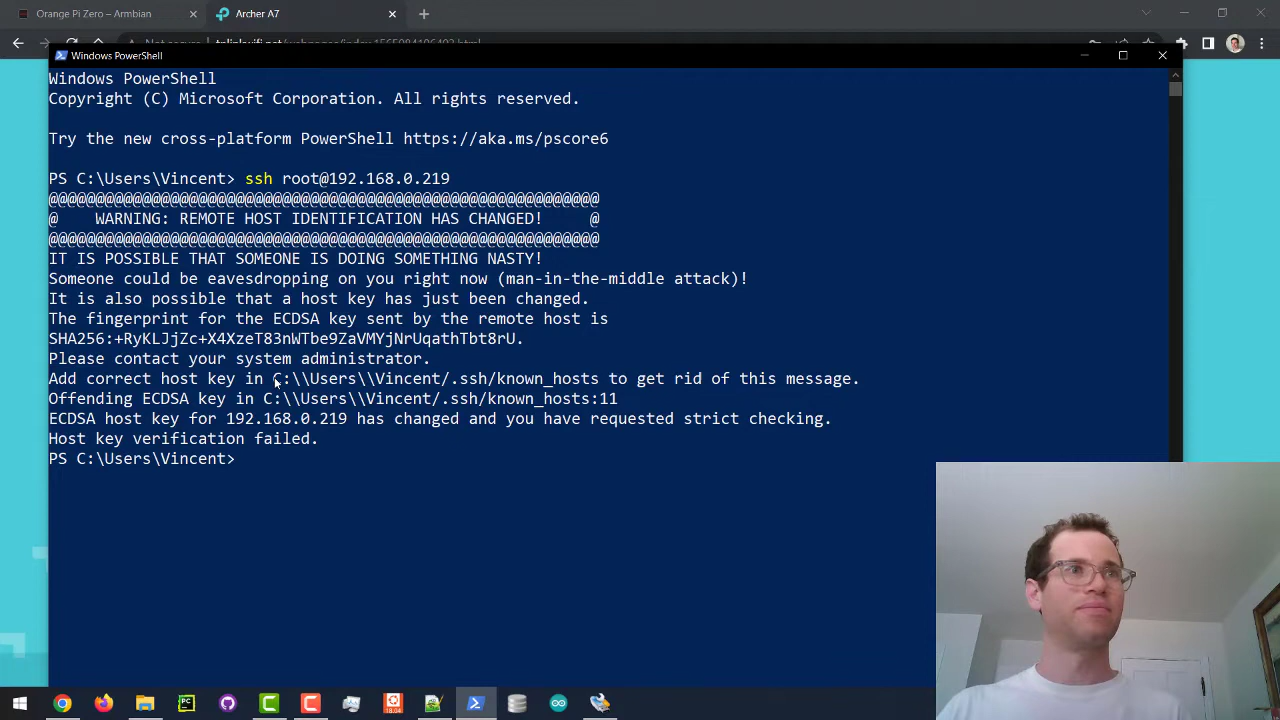 Orange Pi Zero – Armbian
Archer A7
Windows PowerShell
Windows PowerShell
Copyright (C) Microsoft Corporation. All rights reserved.
Try the new cross-platform PowerShell https://aka.ms/pscore6
PS C:\Users\Vincent> ssh root@192.168.0.219
@@@@@@@@@@@@@@@@@@@@@@@@@@@@@@@@@@@@@@@@@@@@@@@@@@@@@@@@@@@
@    WARNING: REMOTE HOST IDENTIFICATION HAS CHANGED!     @
@@@@@@@@@@@@@@@@@@@@@@@@@@@@@@@@@@@@@@@@@@@@@@@@@@@@@@@@@@@
IT IS POSSIBLE THAT SOMEONE IS DOING SOMETHING NASTY!
Someone could be eavesdropping on you right now (man-in-the-middle attack)!
It is also possible that a host key has just been changed.
The fingerprint for the ECDSA key sent by the remote host is
SHA256:+RyKLJjZc+X4XzeT83nWTbe9ZaVMYjNrUqathTbt8rU.
Please contact your system administrator.
Add correct host key in C:\\Users\\Vincent/.ssh/known_hosts to get rid of this message.
Offending ECDSA key in C:\\Users\\Vincent/.ssh/known_hosts:11
ECDSA host key for 192.168.0.219 has changed and you have requested strict checking.
Host key verification failed.
PS C:\Users\Vincent>
PC
18.04